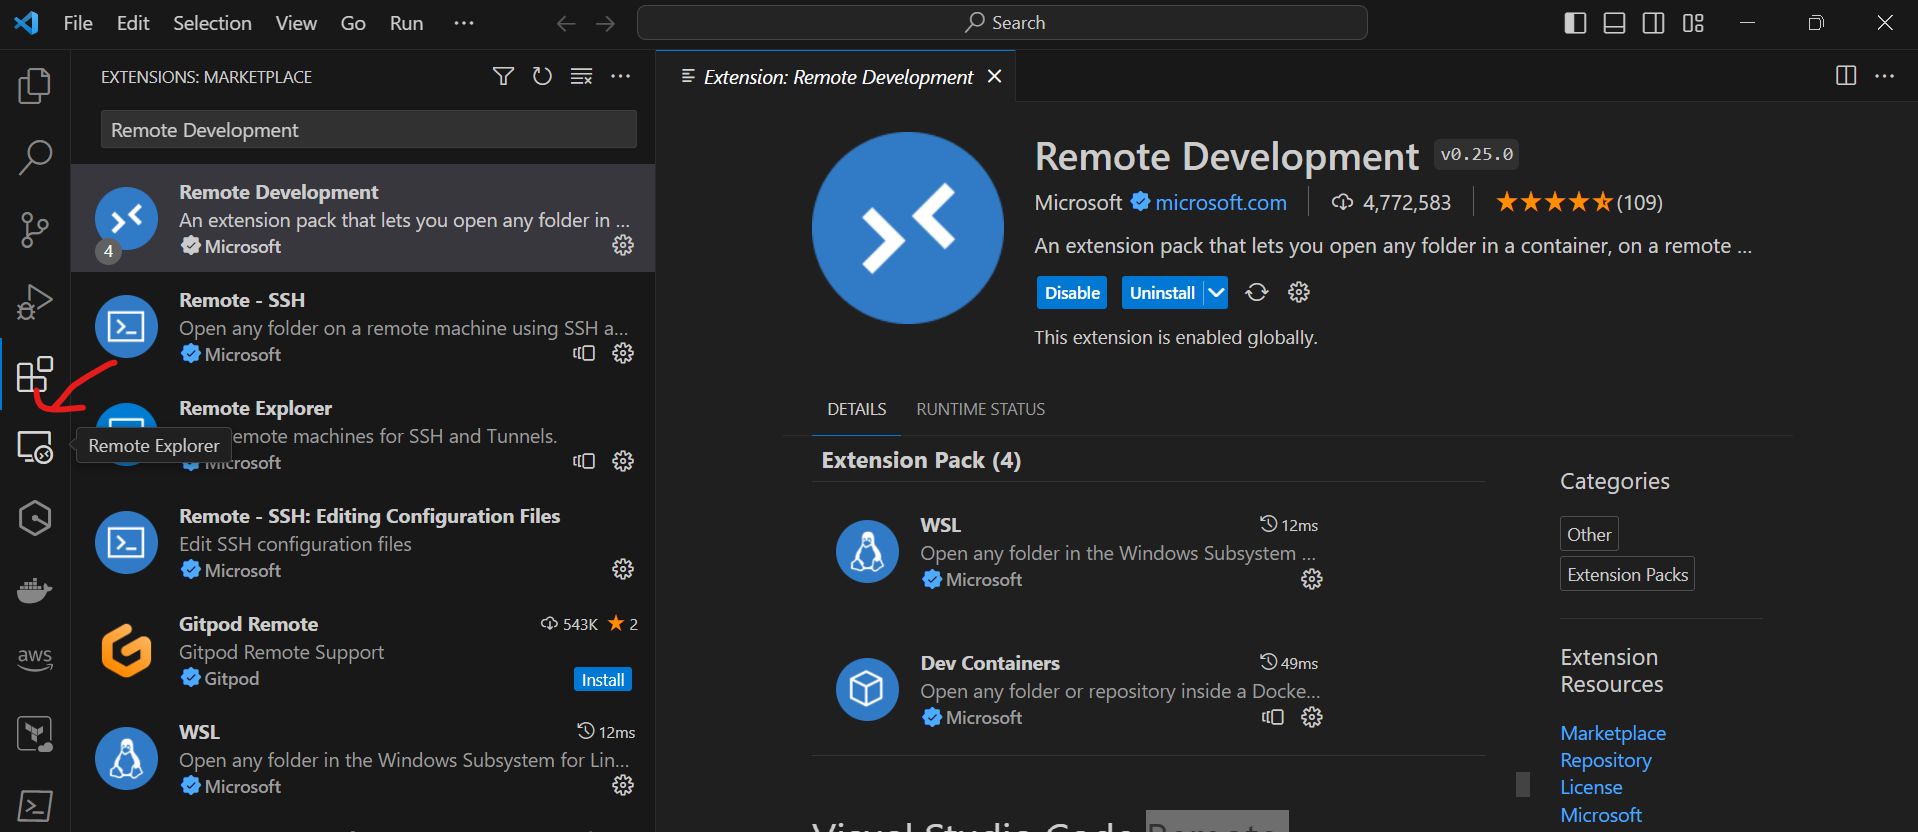 File Edit Selection View Go Run ···
Search
EXTENSIONS: MARKETPLACE
Remote Development
Remote Development
An extension pack that lets you open any folder in ...
4
Microsoft
Remote - SSH
Open any folder on a remote machine using SSH a...
Microsoft
Remote Explorer
emote machines for SSH and Tunnels.
Remote Explorer
Microsoft
Remote - SSH: Editing Configuration Files
Edit SSH configuration files
Microsoft
Gitpod Remote 543K 2
Gitpod Remote Support
Gitpod Install
aws
WSL 12ms
Open any folder in the Windows Subsystem for Lin...
Microsoft
Extension: Remote Development
Remote Development v0.25.0
Microsoft microsoft.com 4,772,583 (109)
An extension pack that lets you open any folder in a container, on a remote ...
Disable Uninstall
This extension is enabled globally.
DETAILS RUNTIME STATUS
Extension Pack (4)
WSL 12ms
Open any folder in the Windows Subsystem ...
Microsoft
Dev Containers 49ms
Open any folder or repository inside a Docke...
Microsoft
Visual Studio Code Remote
Categories
Other
Extension Packs
Extension
Resources
Marketplace
Repository
License
Microsoft